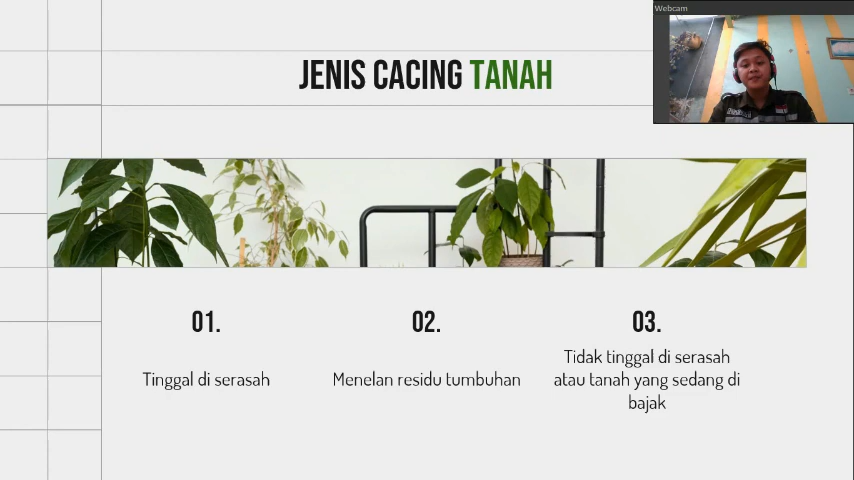 Webcam
JENIS CACING TANAH
01.
Tinggal di serasah
02.
Menelan residu tumbuhan
03.
Tidak tinggal di serasah
atau tanah yang sedang di
bajak